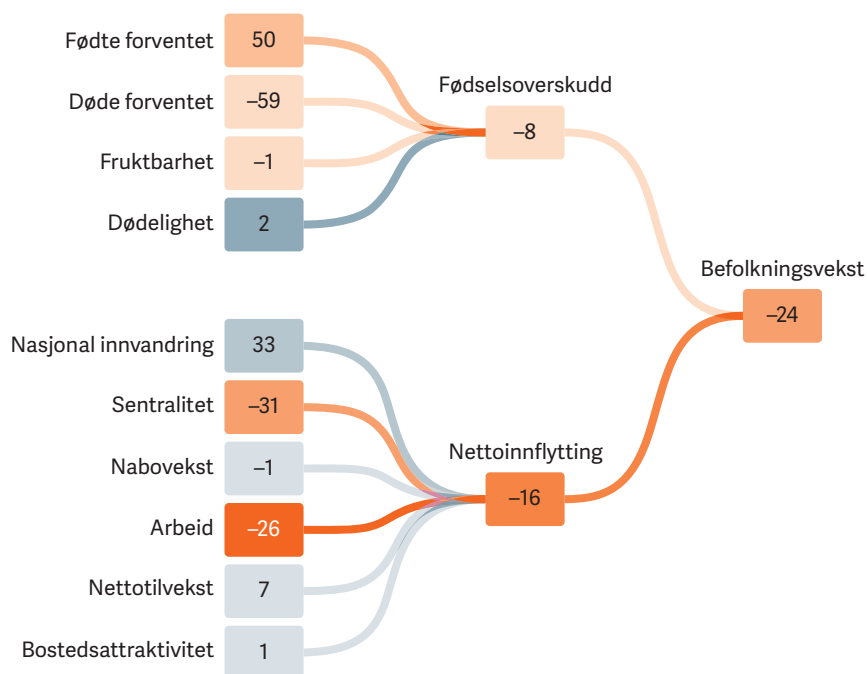 Fødte forventet
50
Døde forventet
–59
Fruktbarhet
–1
Dødelighet
2
Fødselsoverskudd
–8
Befolkningsvekst
–24
Nasjonal innvandring
33
Sentralitet
–31
Nabovekst
–1
Arbeid
–26
Nettotilvekst
7
Bostedsattraktivitet
1
Nettoinnflytting
–16